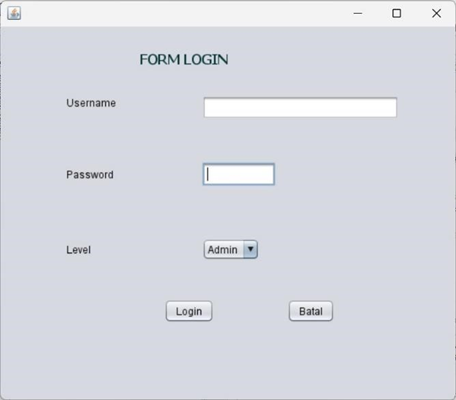 FORM LOGIN
Username
Password
Level
Admin
Login
Batal